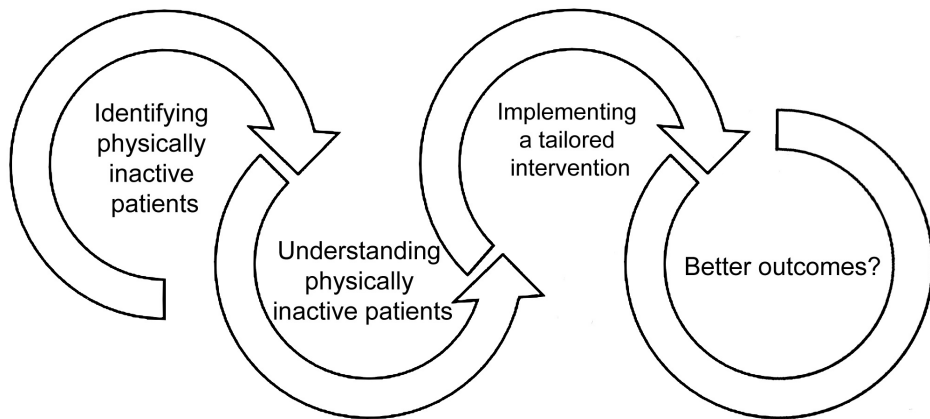 Identifying
physically
inactive
patients
Understanding
physically
inactive patients
Implementing
a tailored
intervention
Better outcomes?